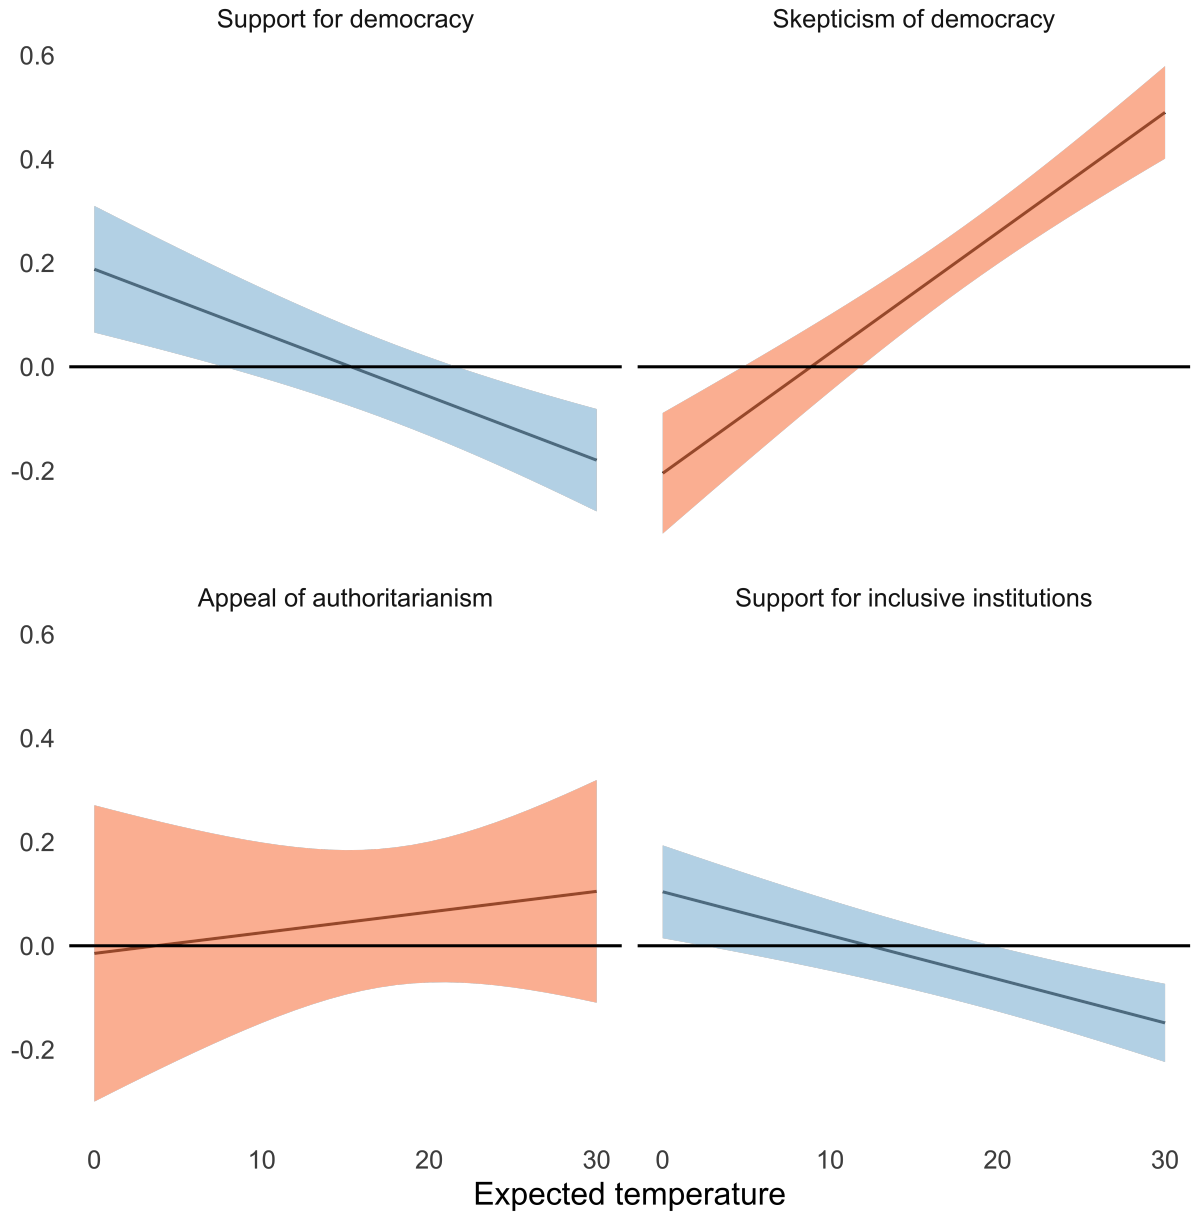 Support for democracy
Skepticism of democracy
0.6
0.4
0.2
0.0
-0.2
Appeal of authoritarianism
Support for inclusive institutions
0.6
0.4
0.2
0.0
-0.2
0 10 20 30 0 10 20 30
Expected temperature